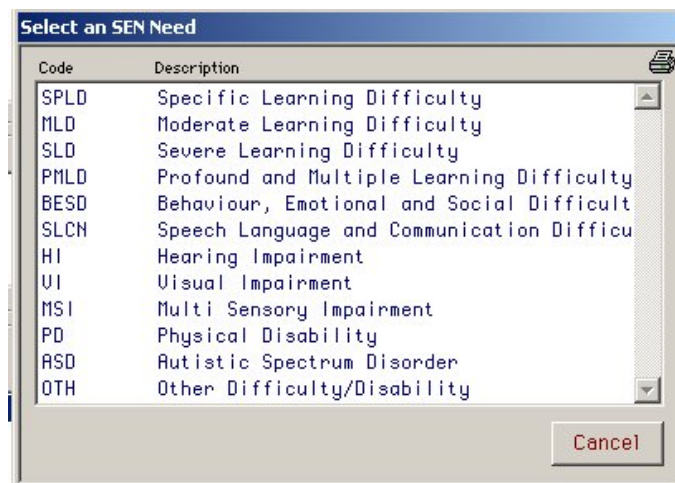 Select an SEN Need
Code Description
SPLD Specific Learning Difficulty
MLD Moderate Learning Difficulty
SLD Severe Learning Difficulty
PMLD Profound and Multiple Learning Difficulty
BESD Behaviour, Emotional and Social Difficult
SLCN Speech Language and Communication Difficu
HI Hearing Impairment
VI Visual Impairment
MSI Multi Sensory Impairment
PD Physical Disability
ASD Autistic Spectrum Disorder
OTH Other Difficulty/Disability
Cancel